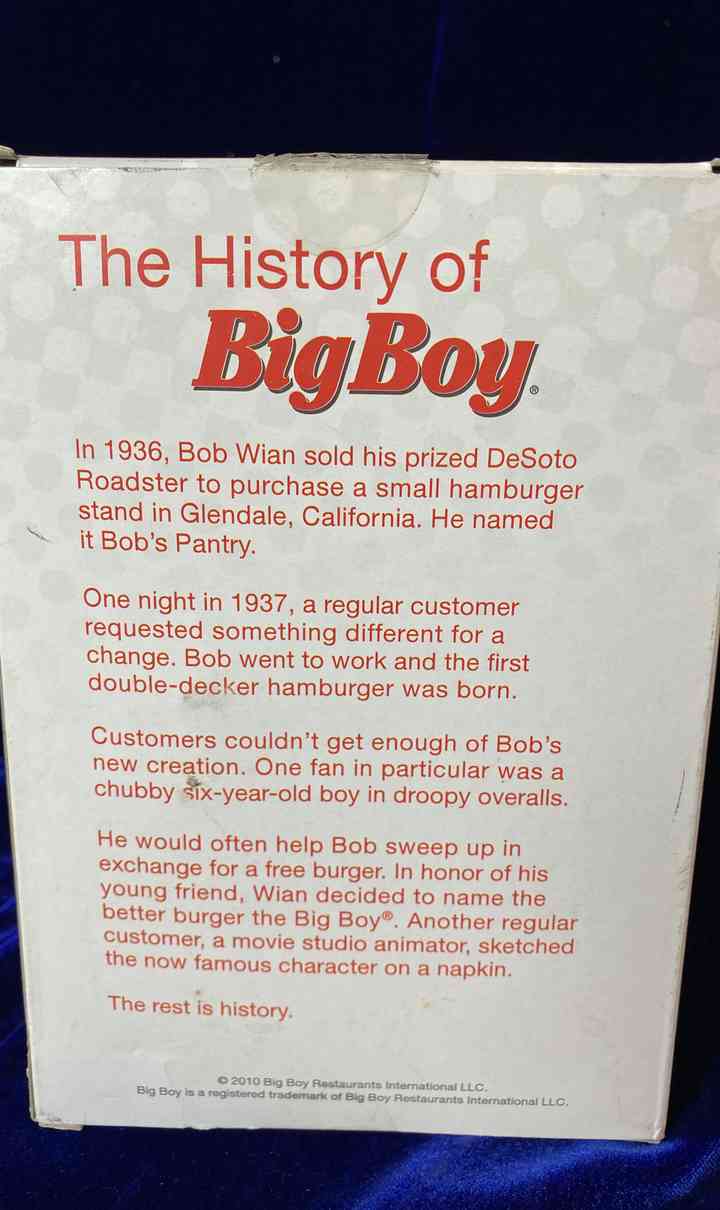 The History of
Big Boy®
In 1936, Bob Wian sold his prized DeSoto
Roadster to purchase a small hamburger
stand in Glendale, California. He named
it Bob's Pantry.
One night in 1937, a regular customer
requested something different for a
change. Bob went to work and the first
double-decker hamburger was born.
Customers couldn't get enough of Bob's
new creation. One fan in particular was a
chubby six-year-old boy in droopy overalls.
He would often help Bob sweep up in
exchange for a free burger. In honor of his
young friend, Wian decided to name the
better burger the Big Boy®. Another regular
customer, a movie studio animator, sketched
the now famous character on a napkin.
The rest is history.
© 2010 Big Boy Restaurants International LLC.
Big Boy is a registered trademark of Big Boy Restaurants International LLC.